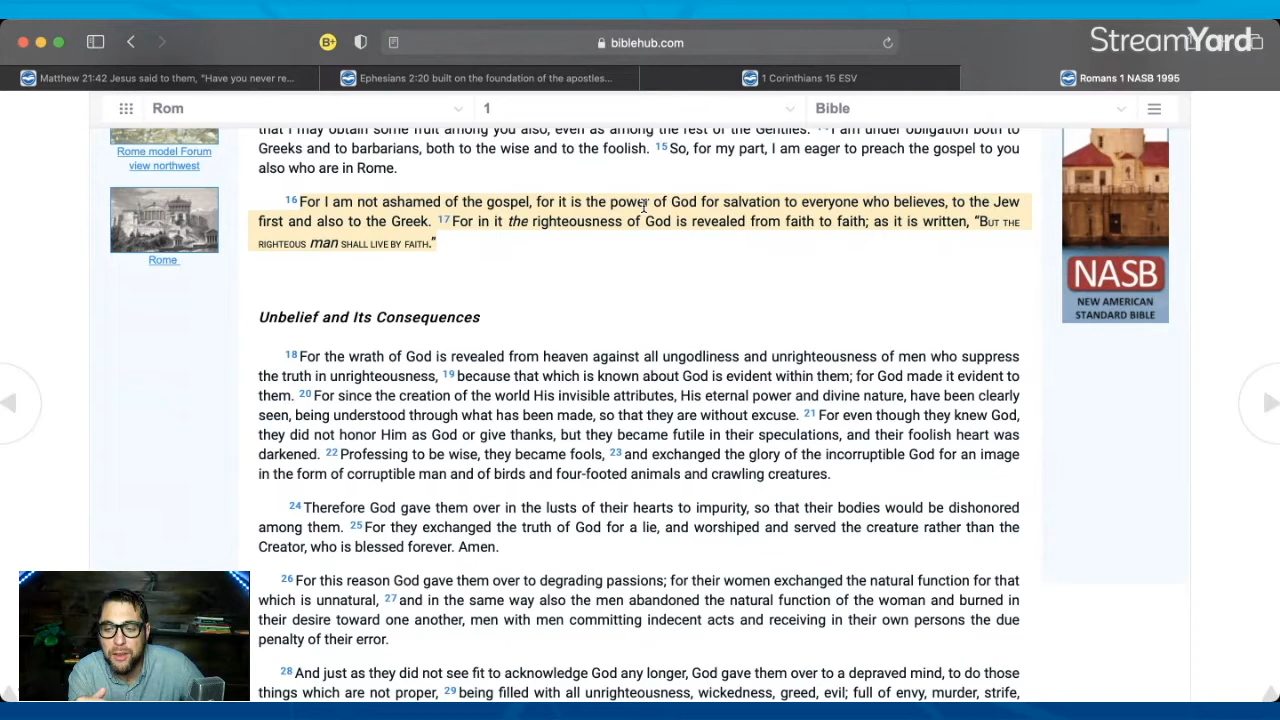 biblehub.com
StreamYard
Matthew 21:42 Jesus said to them, "Have you never re...
Ephesians 2:20 built on the foundation of the apostles...
1 Corinthians 15 ESV
Romans 1 NASB 1995
Rom
1
Bible
that I may obtain some fruit among you also, even as among the rest of the Gentiles. 14 I am under obligation both to
Greeks and to barbarians, both to the wise and to the foolish. 15 So, for my part, I am eager to preach the gospel to you
also who are in Rome.
16 For I am not ashamed of the gospel, for it is the power of God for salvation to everyone who believes, to the Jew
first and also to the Greek. 17 For in it the righteousness of God is revealed from faith to faith; as it is written, “BUT THE
RIGHTEOUS man SHALL LIVE BY FAITH.”
Unbelief and Its Consequences
18 For the wrath of God is revealed from heaven against all ungodliness and unrighteousness of men who suppress
the truth in unrighteousness, 19 because that which is known about God is evident within them; for God made it evident to
them. 20 For since the creation of the world His invisible attributes, His eternal power and divine nature, have been clearly
seen, being understood through what has been made, so that they are without excuse. 21 For even though they knew God,
they did not honor Him as God or give thanks, but they became futile in their speculations, and their foolish heart was
darkened. 22 Professing to be wise, they became fools, 23 and exchanged the glory of the incorruptible God for an image
in the form of corruptible man and of birds and four-footed animals and crawling creatures.
24 Therefore God gave them over in the lusts of their hearts to impurity, so that their bodies would be dishonored
among them. 25 For they exchanged the truth of God for a lie, and worshiped and served the creature rather than the
Creator, who is blessed forever. Amen.
26 For this reason God gave them over to degrading passions; for their women exchanged the natural function for that
which is unnatural, 27 and in the same way also the men abandoned the natural function of the woman and burned in
their desire toward one another, men with men committing indecent acts and receiving in their own persons the due
penalty of their error.
28 And just as they did not see fit to acknowledge God any longer, God gave them over to a depraved mind, to do those
things which are not proper, 29 being filled with all unrighteousness, wickedness, greed, evil; full of envy, murder, strife,
Rome model Forum
view northwest
Rome
NASB
NEW AMERICAN
STANDARD BIBLE